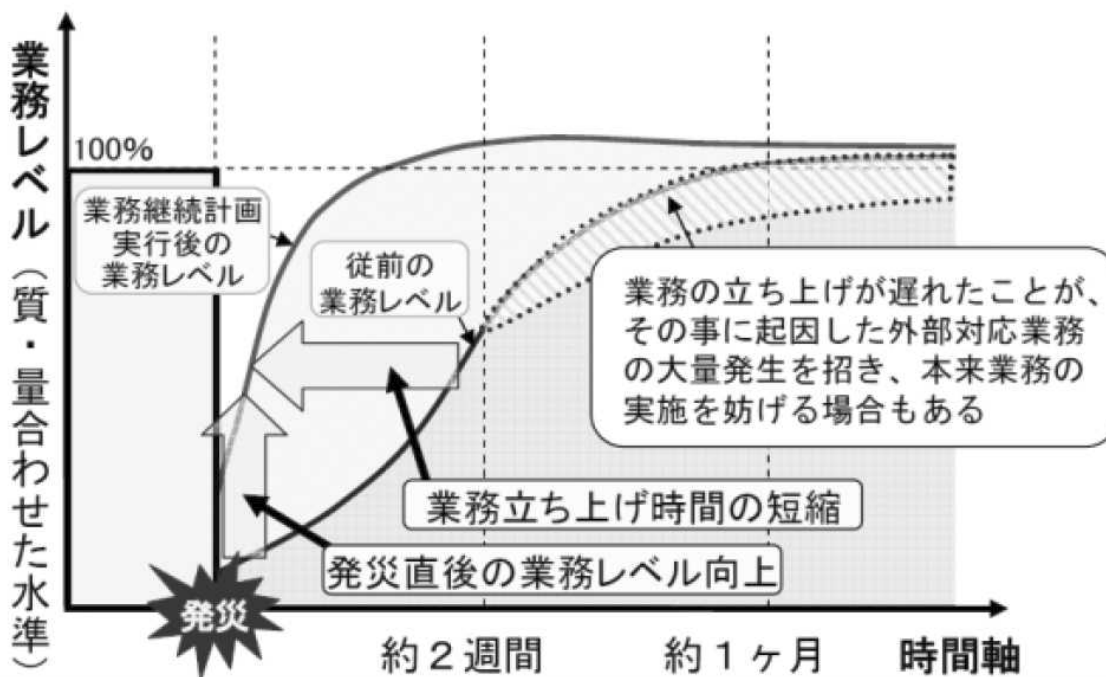 業務レベル（質・量合わせた水準）
100%
業務継続計画
実行後の
業務レベル
従前の
業務レベル
業務の立ち上げが遅れたことが、
その事に起因した外部対応業務
の大量発生を招き、本来業務の
実施を妨げる場合もある
業務立ち上げ時間の短縮
発災直後の業務レベル向上
発災
約２週間
約１ヶ月
時間軸